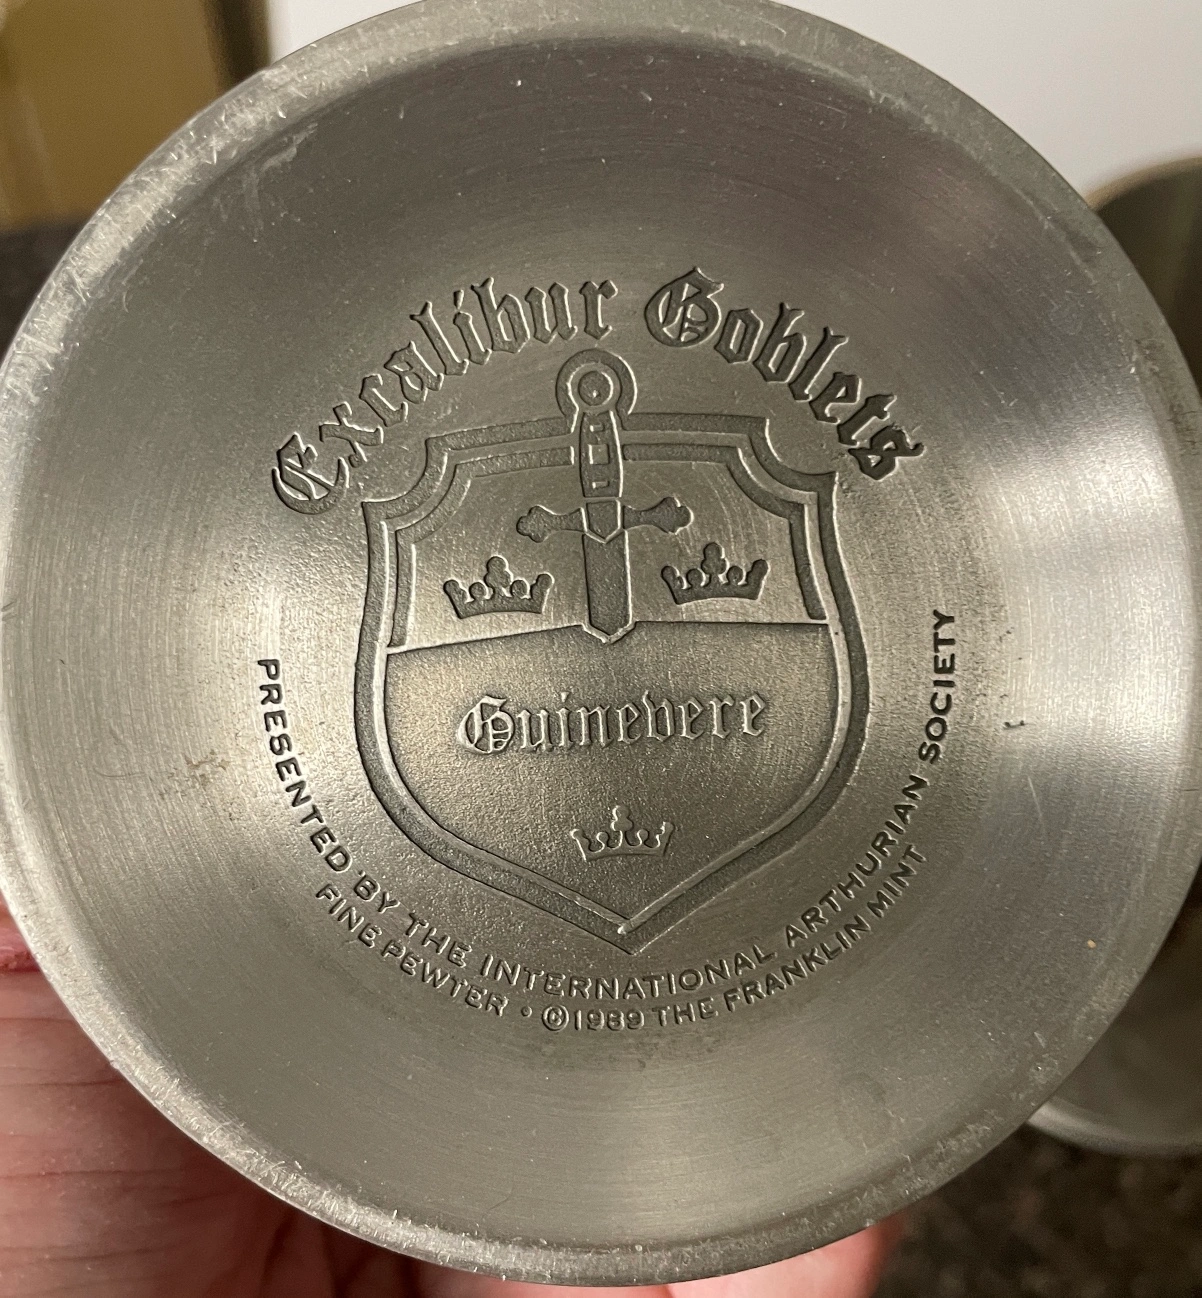 Excalibur Goblets
Guinevere
PRESENTED BY THE INTERNATIONAL ARTHURIAN SOCIETY
FINE PEWTER • ©1989 THE FRANKLIN MINT